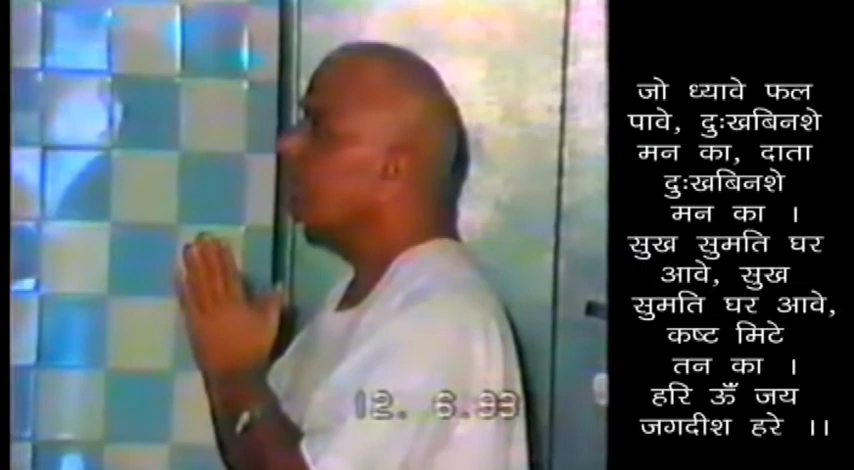 12. 6.93
जो ध्यावे फल
पावे, दुःखबिनशे
मन का, दाता
दुःखबिनशे
मन का ।
सुख सुमति घर
आवे, सुख
सुमति घर आवे,
कष्ट मिटे
तन का ।
हरि ॐ जय
जगदीश हरे ।।